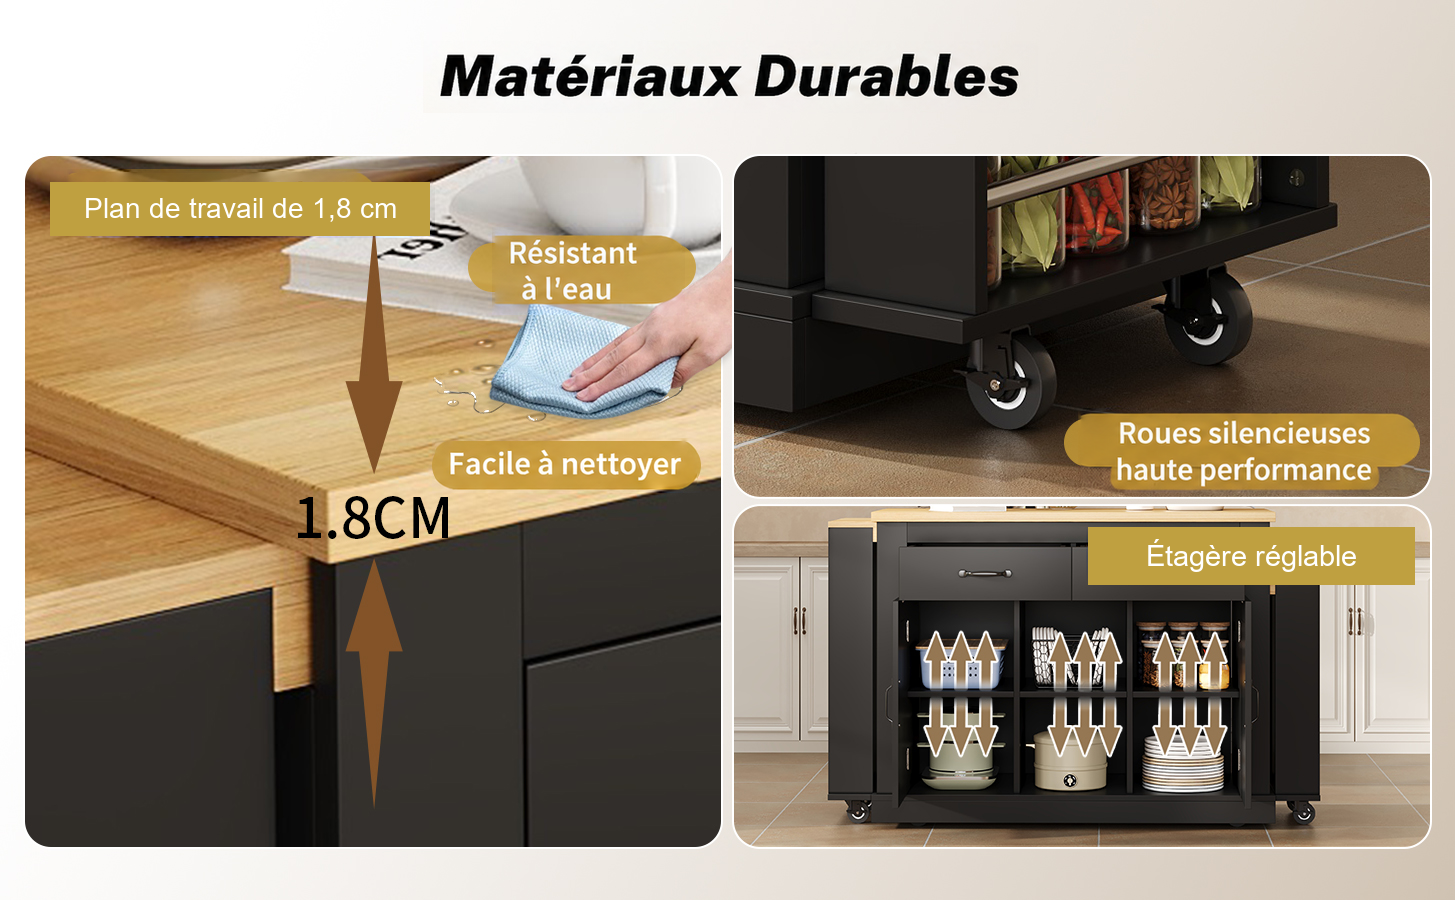 Matériaux Durables
Plan de travail de 1,8 cm
Résistant
à l'eau
Facile à nettoyer
1.8CM
Roues silencieuses
haute performance
Étagère réglable